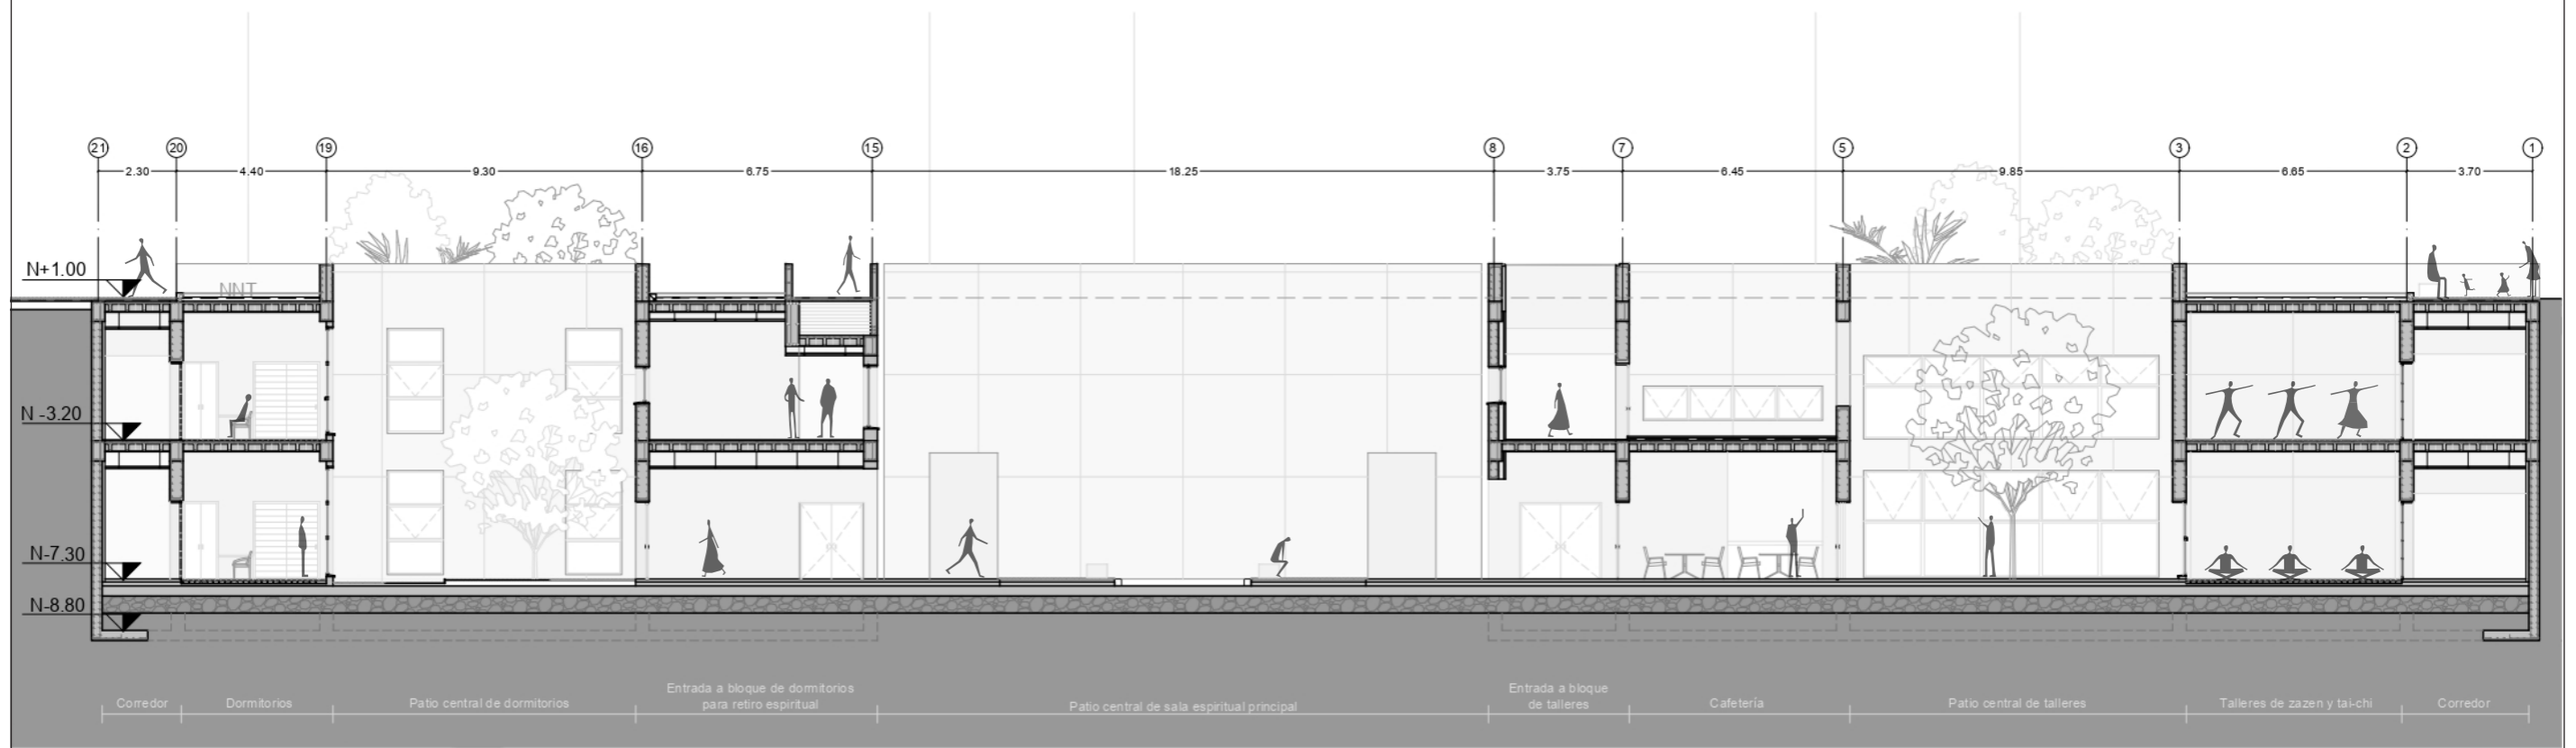 21 20 19 16 15 8 7 5 3 2 1
2.30 4.40 9.30 6.75 18.25 3.75 6.45 9.85 6.65 3.70
N+1.00
NNT
N -3.20
N-7.30
N-8.80
Corredor
Dormitorios
Patio central de dormitorios
Entrada a bloque de dormitorios
para retiro espiritual
Patio central de sala espiritual principal
Entrada a bloque
de talleres
Cafetería
Patio central de talleres
Talleres de zazen y tai-chi
Corredor